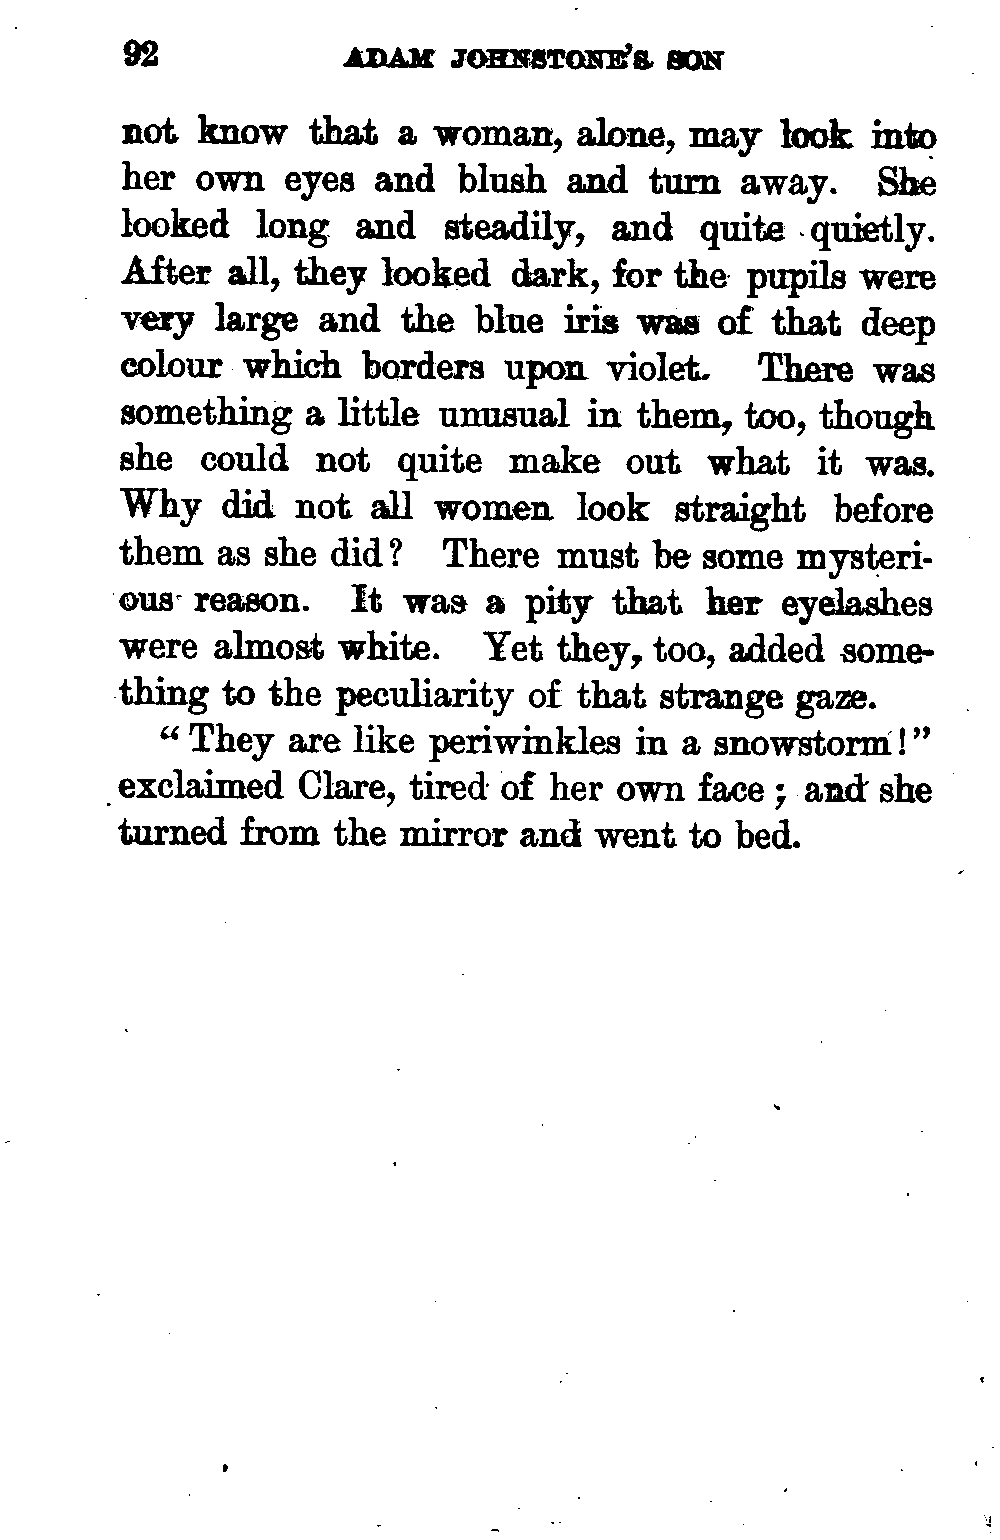 92 ADAM JOHNSTONE'S SON
not know that a woman, alone, may look into
her own eyes and blush and turn away. She
looked long and steadily, and quite quietly.
After all, they looked dark, for the pupils were
very large and the blue iris was of that deep
colour which borders upon violet. There was
something a little unusual in them, too, though
she could not quite make out what it was.
Why did not all women look straight before
them as she did? There must be some mysteri-
ous reason. It was a pity that her eyelashes
were almost white. Yet they, too, added some-
thing to the peculiarity of that strange gaze.
“They are like periwinkles in a snowstorm!”
exclaimed Clare, tired of her own face; and she
turned from the mirror and went to bed.